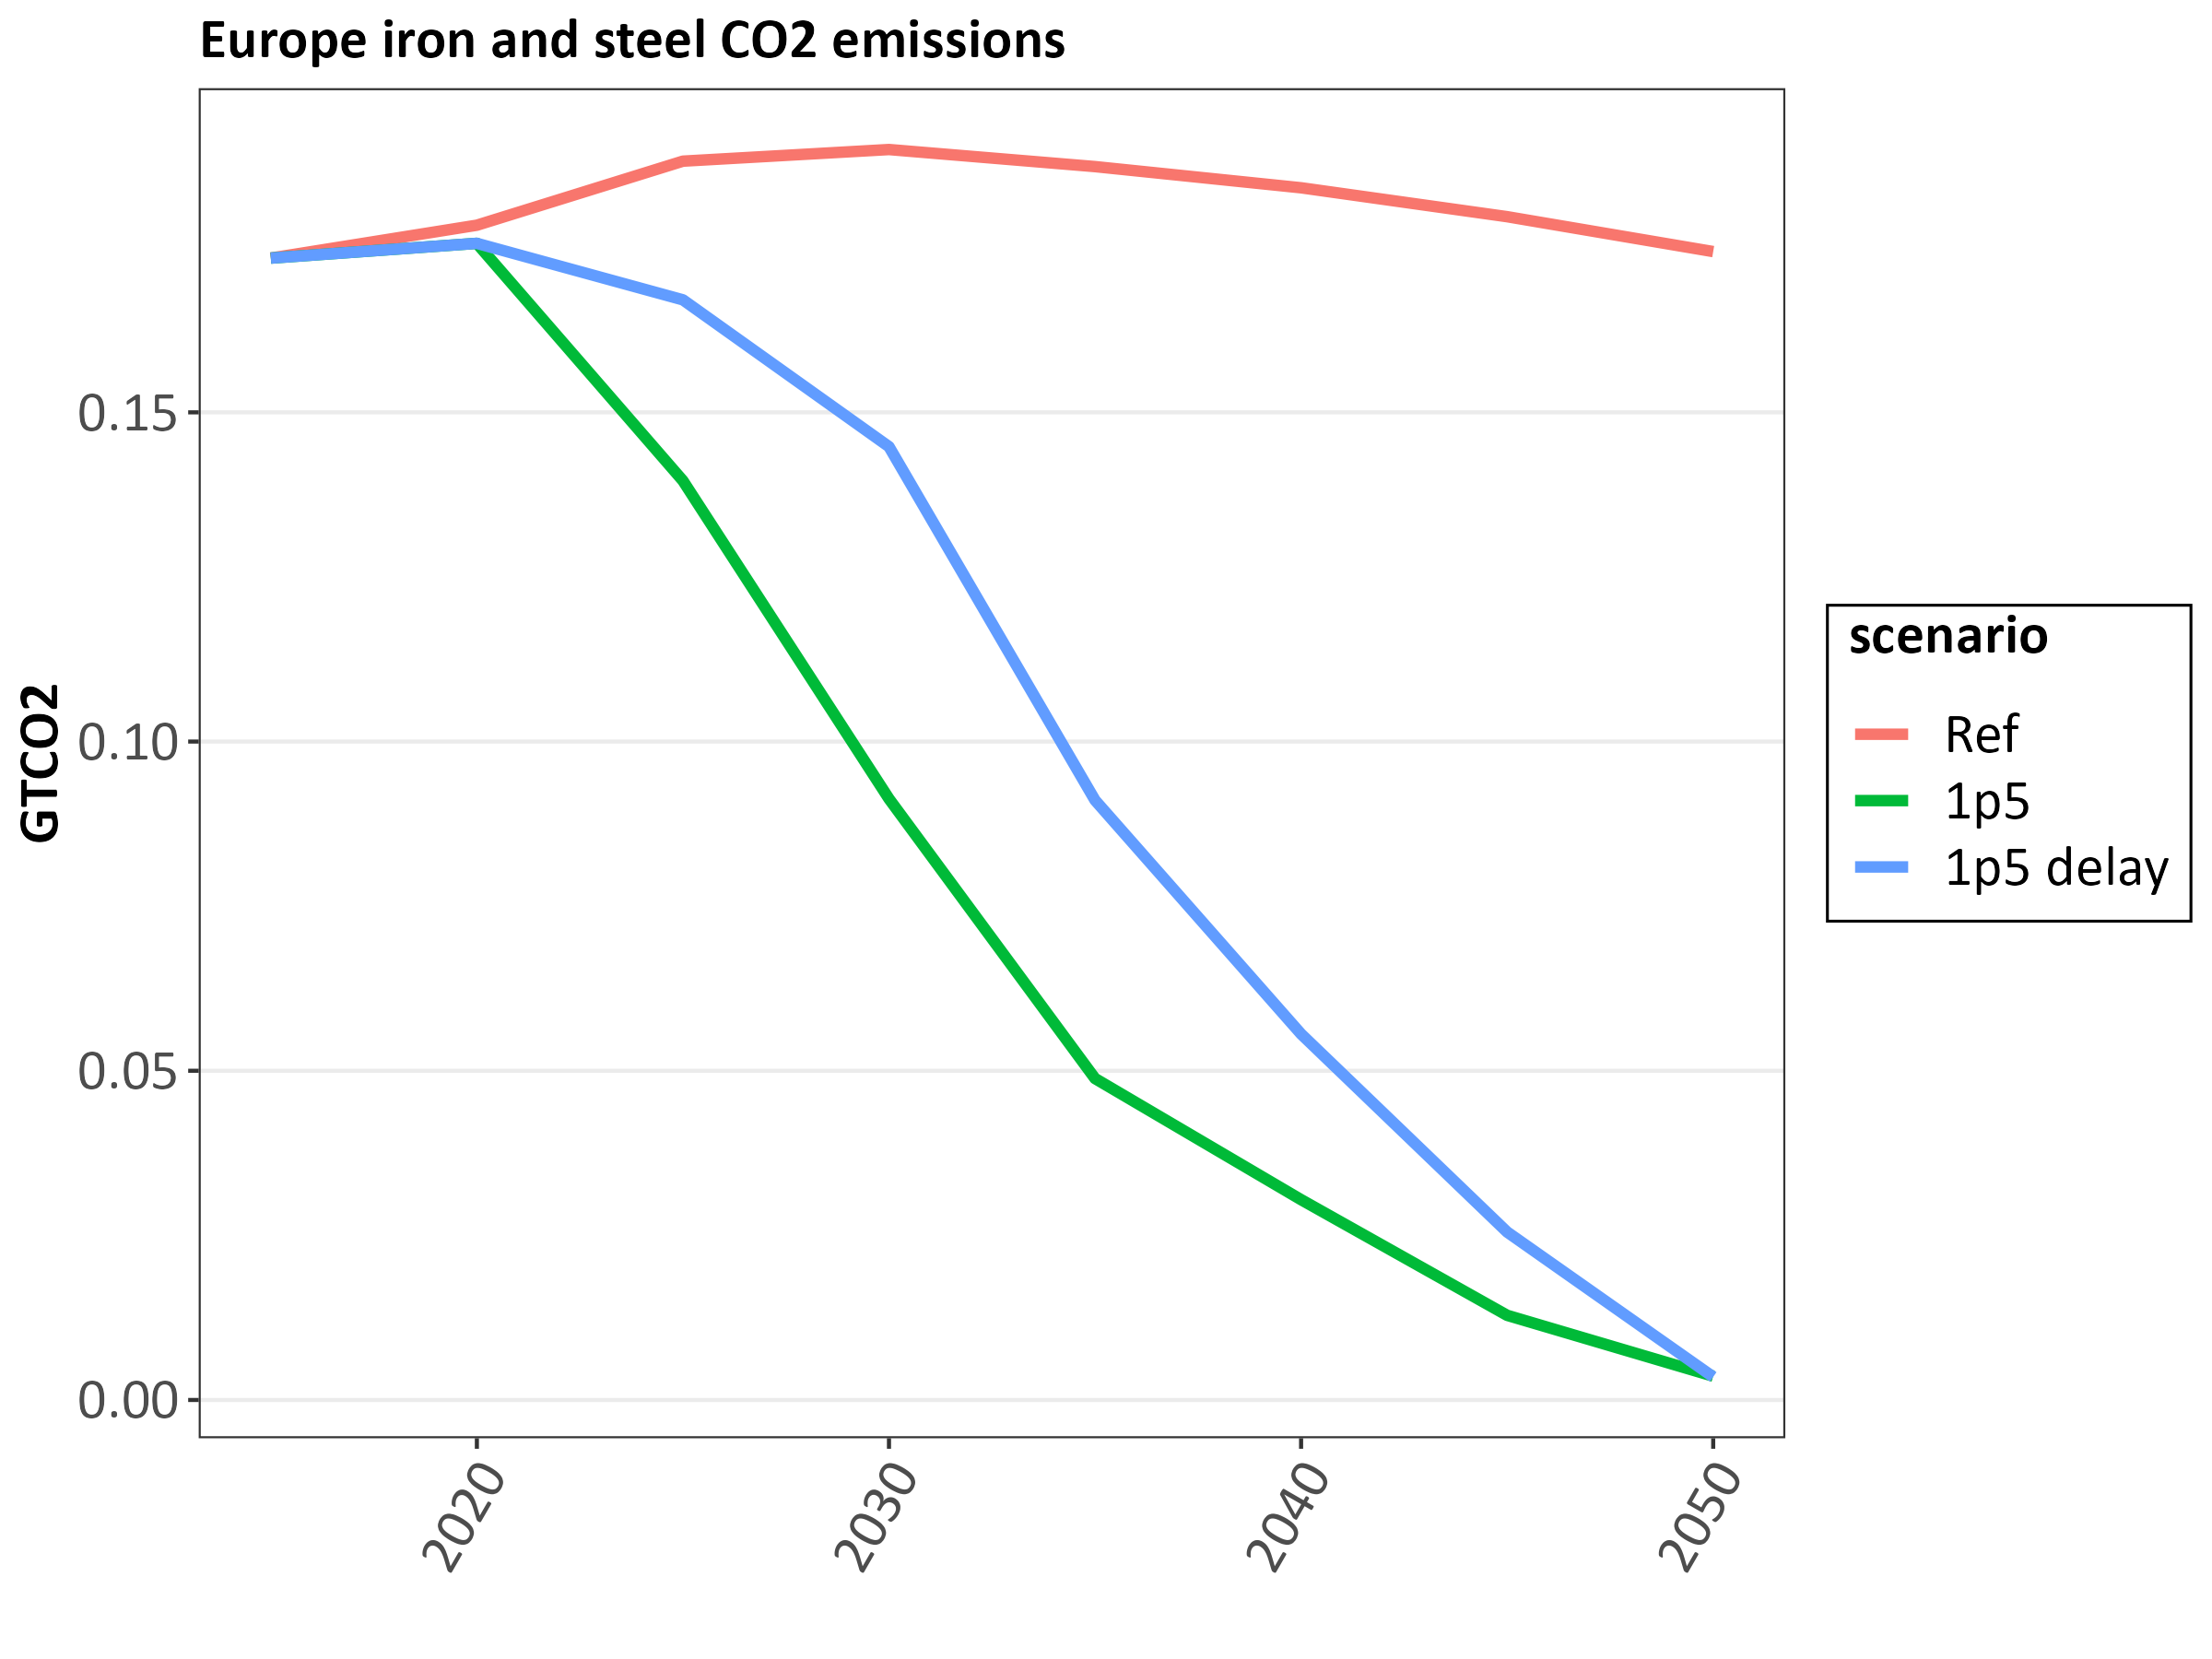 Europe iron and steel CO2 emissions
GTCO2
0.15
0.10
0.05
0.00
2020
2030
2040
2050
scenario
Ref
1p5
1p5 delay